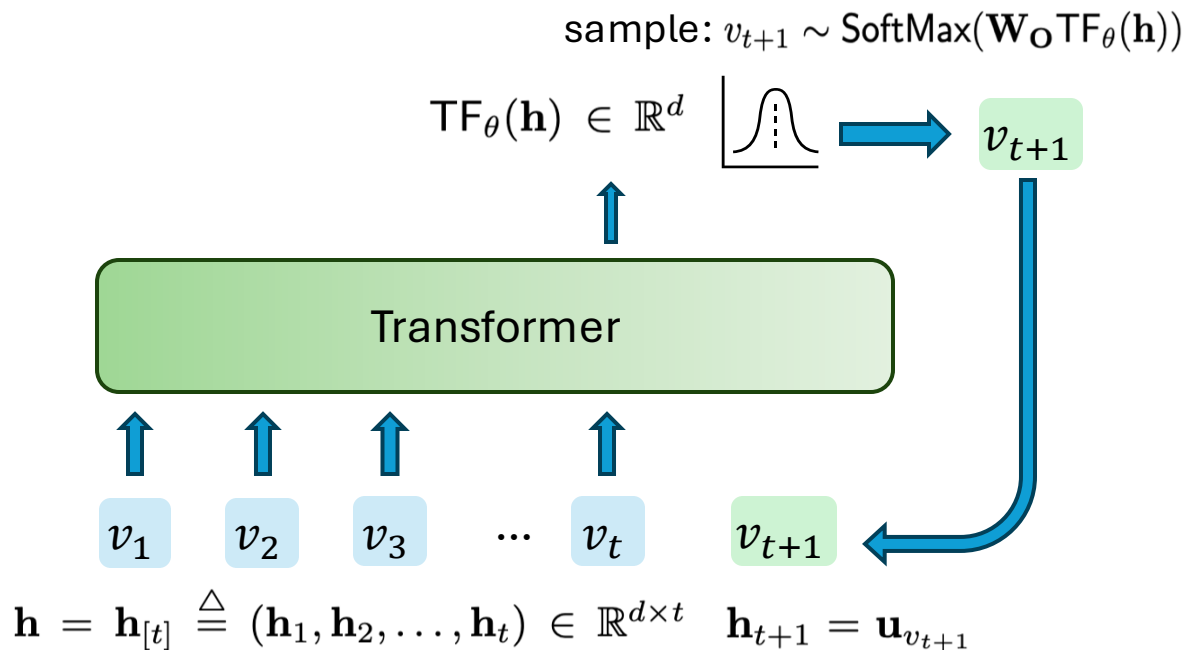 sample: v_{t+1} ∼ SoftMax(W_O TF_θ(h))
TF_θ(h) ∈ ℝ^d
v_{t+1}
Transformer
v_1 v_2 v_3 ... v_t v_{t+1}
h = h_{[t]} ≜ (h_1, h_2, . . . , h_t) ∈ ℝ^{d×t} h_{t+1} = u_{v_{t+1}}